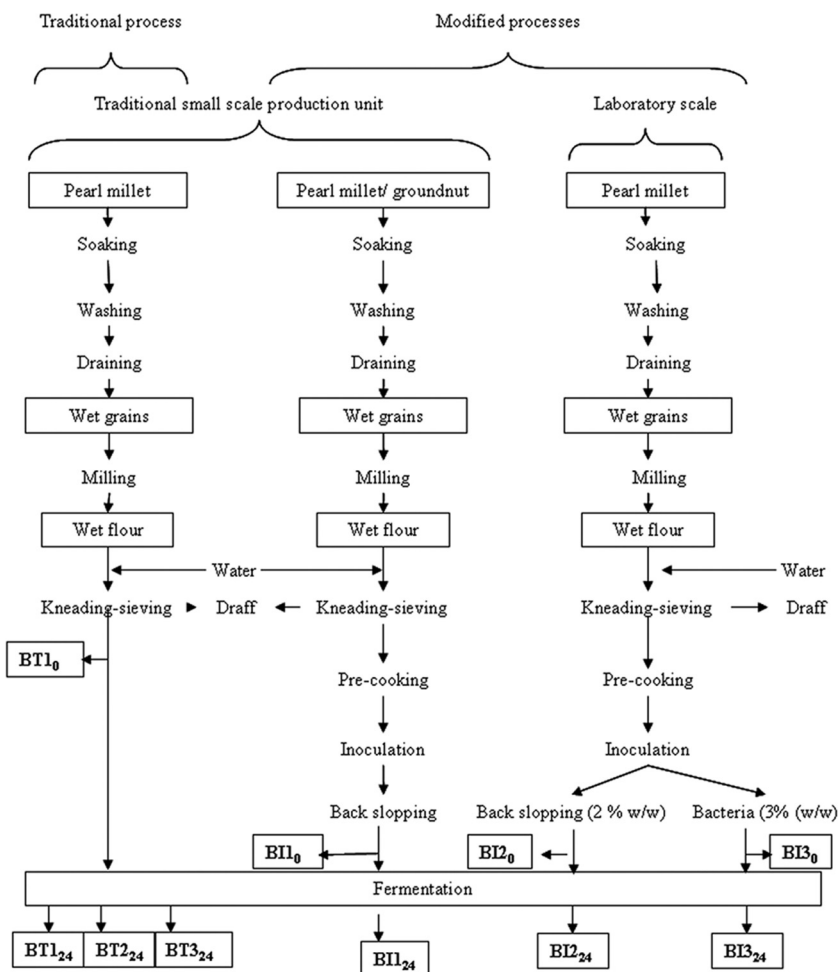 Traditional process Modified processes
Traditional small scale production unit Laboratory scale
Pearl millet Pearl millet/ groundnut Pearl millet
Soaking Soaking Soaking
Washing Washing Washing
Draining Draining Draining
Wet grains Wet grains Wet grains
Milling Milling Milling
Wet flour Wet flour Wet flour
Water Water
Kneading-sieving Draff Kneading-sieving Kneading-sieving Draff
BT1₀
Pre-cooking Pre-cooking
Inoculation Inoculation
Back slopping Back slopping (2 % w/w) Bacteria (3% (w/w)
BI1₀ BI2₀ BI3₀
Fermentation
BT1₂₄ BT2₂₄ BT3₂₄ BI1₂₄ BI2₂₄ BI3₂₄